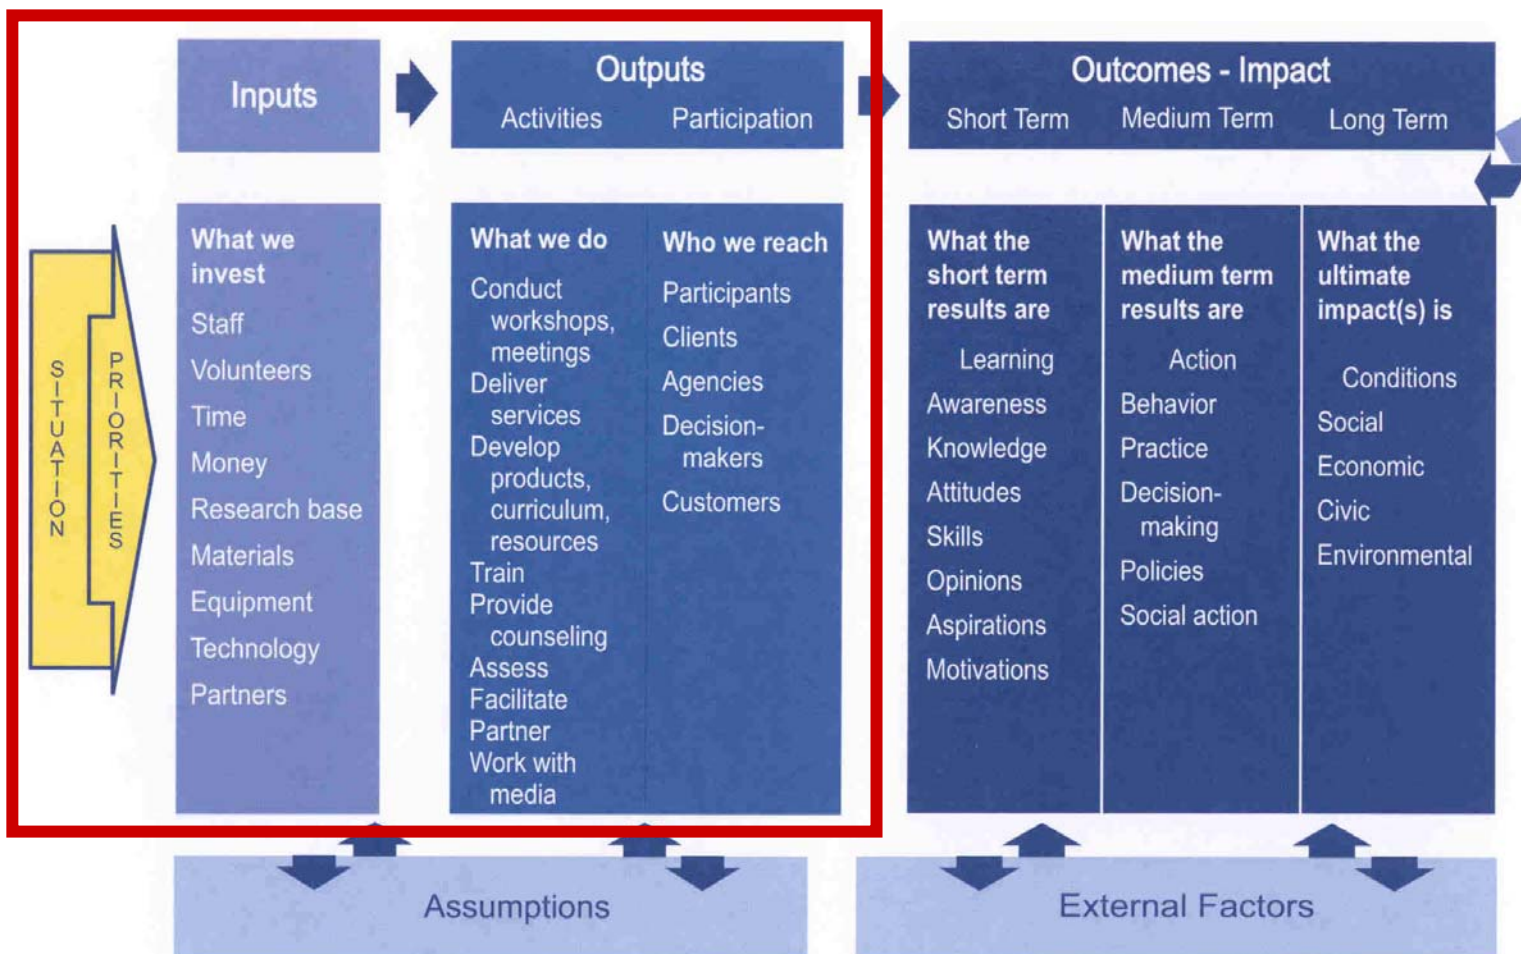 Inputs
Outputs
Activities
Participation
Outcomes - Impact
Short Term
Medium Term
Long Term
SITUATION
PRIORITIES
What we
invest
Staff
Volunteers
Time
Money
Research base
Materials
Equipment
Technology
Partners
What we do
Conduct
workshops,
meetings
Deliver
services
Develop
products,
curriculum,
resources
Train
Provide
counseling
Assess
Facilitate
Partner
Work with
media
Who we reach
Participants
Clients
Agencies
Decision-
makers
Customers
What the
short term
results are
Learning
Awareness
Knowledge
Attitudes
Skills
Opinions
Aspirations
Motivations
What the
medium term
results are
Action
Behavior
Practice
Decision-
making
Policies
Social action
What the
ultimate
impact(s) is
Conditions
Social
Economic
Civic
Environmental
Assumptions
External Factors